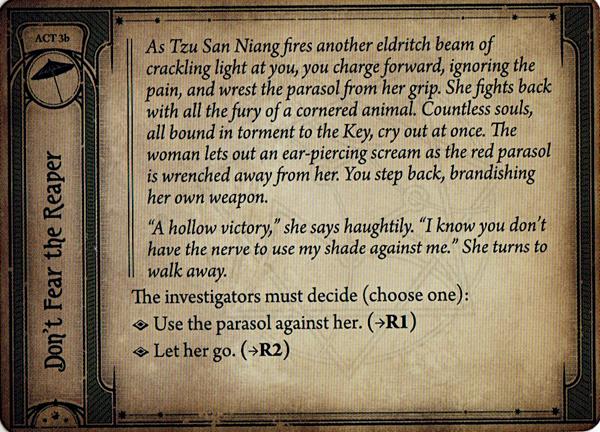 ACT 3b
Don't Fear the Reaper
As Tzu San Niang fires another eldritch beam of
crackling light at you, you charge forward, ignoring the
pain, and wrest the parasol from her grip. She fights back
with all the fury of a cornered animal. Countless souls,
all bound in torment to the Key, cry out at once. The
woman lets out an ear-piercing scream as the red parasol
is wrenched away from her. You step back, brandishing
her own weapon.
“A hollow victory,” she says haughtily. “I know you don’t
have the nerve to use my shade against me.” She turns to
walk away.
The investigators must decide (choose one):
Use the parasol against her. (→R1)
Let her go. (→R2)